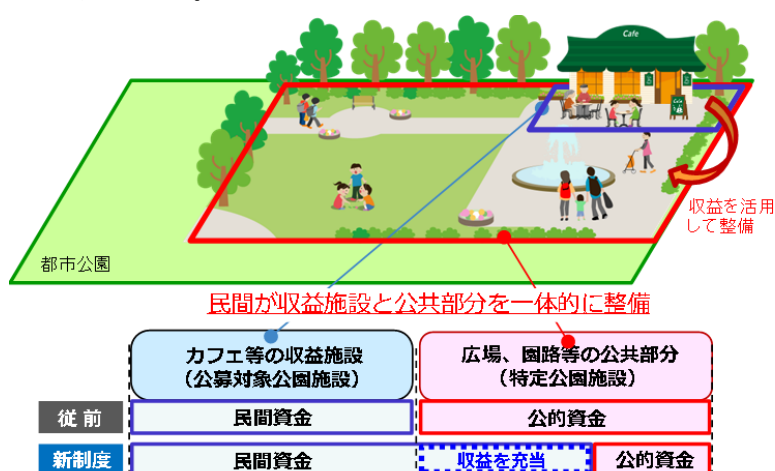 Cafe
Cafe
収益を活用
して整備
都市公園
民間が収益施設と公共部分を一体的に整備
カフェ等の収益施設
（公募対象公園施設）
広場、園路等の公共部分
（特定公園施設）
従前
民間資金
公的資金
新制度
民間資金
収益を充当
公的資金